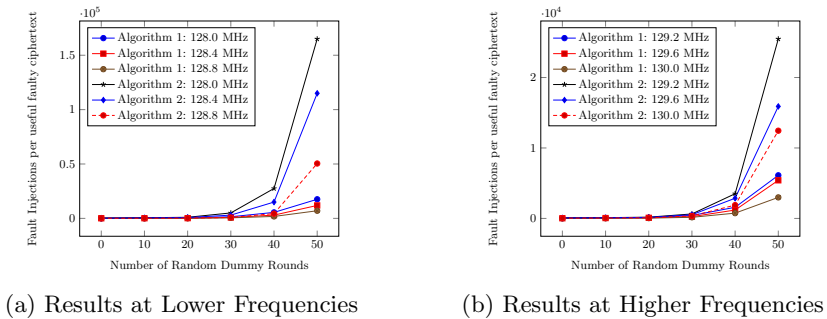 ·10⁵
1.5
1
0.5
0
0 10 20 30 40 50
Fault Injections per useful faulty ciphertext
Number of Random Dummy Rounds
Algorithm 1: 128.0 MHz
Algorithm 1: 128.4 MHz
Algorithm 1: 128.8 MHz
Algorithm 2: 128.0 MHz
Algorithm 2: 128.4 MHz
Algorithm 2: 128.8 MHz
(a) Results at Lower Frequencies
·10⁴
2
1
0
0 10 20 30 40 50
Fault Injections per useful faulty ciphertext
Number of Random Dummy Rounds
Algorithm 1: 129.2 MHz
Algorithm 1: 129.6 MHz
Algorithm 1: 130.0 MHz
Algorithm 2: 129.2 MHz
Algorithm 2: 129.6 MHz
Algorithm 2: 130.0 MHz
(b) Results at Higher Frequencies